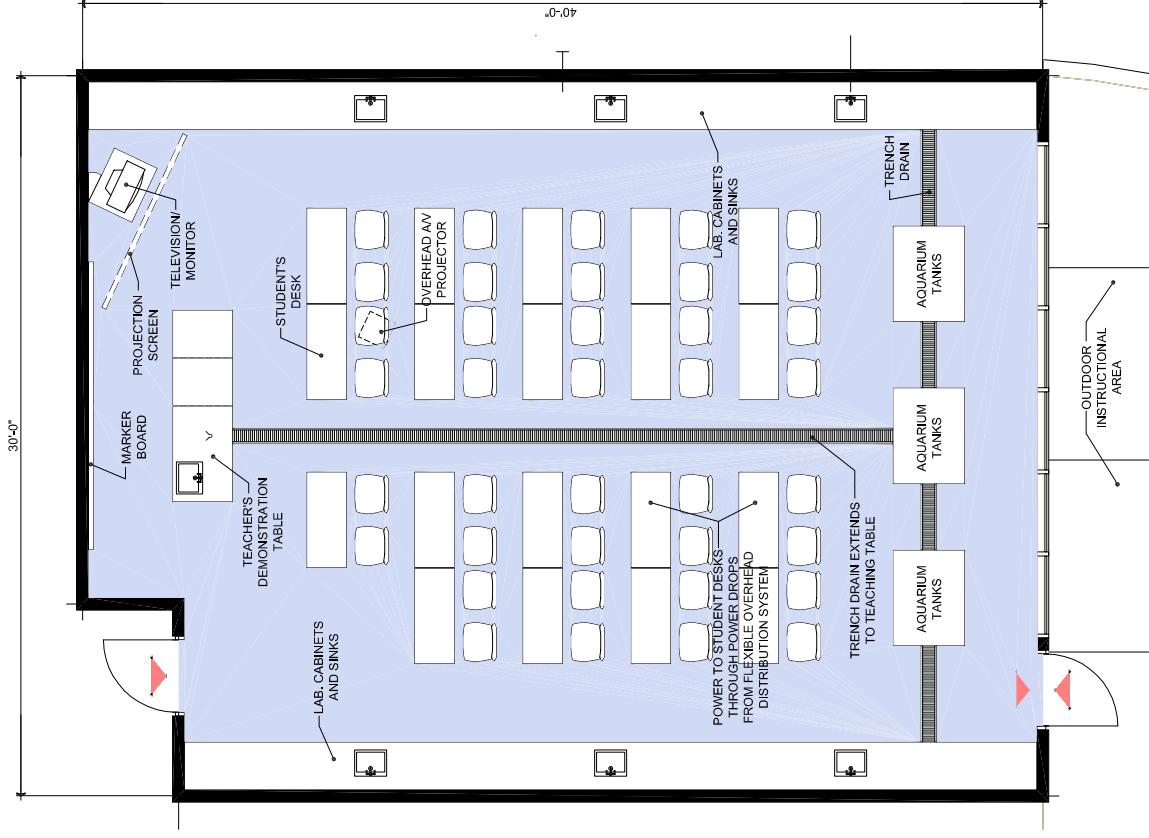 40'-0"
30'-0"
MARKER
BOARD
PROJECTION
SCREEN
TELEVISION/
MONITOR
TEACHER'S
DEMONSTRATION
TABLE
STUDENT'S
DESK
OVERHEAD A/V
PROJECTOR
LAB. CABINETS
AND SINKS
TRENCH
DRAIN
AQUARIUM
TANKS
AQUARIUM
TANKS
AQUARIUM
TANKS
OUTDOOR
INSTRUCTIONAL
AREA
LAB. CABINETS
AND SINKS
POWER TO STUDENT DESKS
THROUGH POWER DROPS
FROM FLEXIBLE OVERHEAD
DISTRIBUTION SYSTEM
TRENCH DRAIN EXTENDS
TO TEACHING TABLE